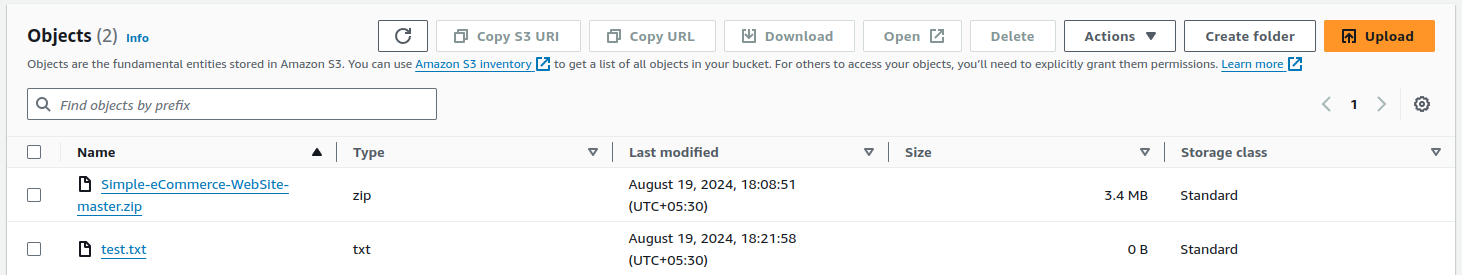 Objects (2) Info
Copy S3 URI
Copy URL
Download
Open
Delete
Actions
Create folder
Upload
Objects are the fundamental entities stored in Amazon S3. You can use Amazon S3 inventory to get a list of all objects in your bucket. For others to access your objects, you'll need to explicitly grant them permissions. Learn more
Find objects by prefix
1
Name Type Last modified Size Storage class
Simple-eCommerce-WebSite-
master.zip
zip
August 19, 2024, 18:08:51
(UTC+05:30)
3.4 MB
Standard
test.txt
txt
August 19, 2024, 18:21:58
(UTC+05:30)
0 B
Standard